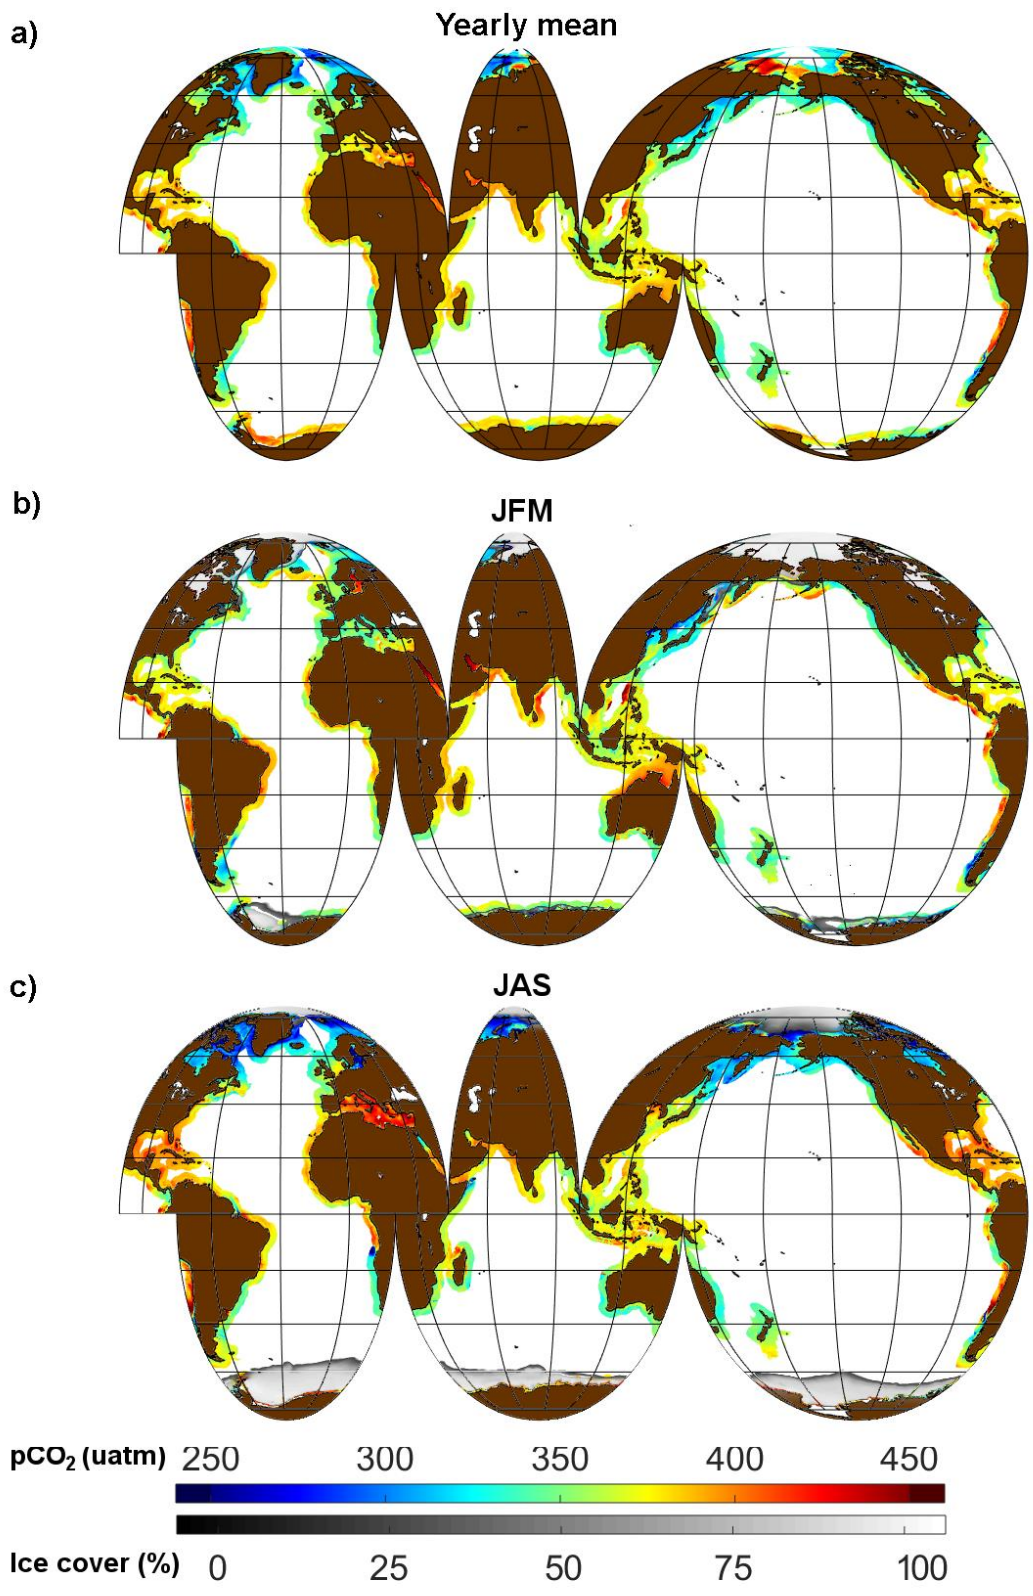 a)
Yearly mean
b)
JFM
c)
JAS
pCO₂ (uatm) 250 300 350 400 450
Ice cover (%) 0 25 50 75 100